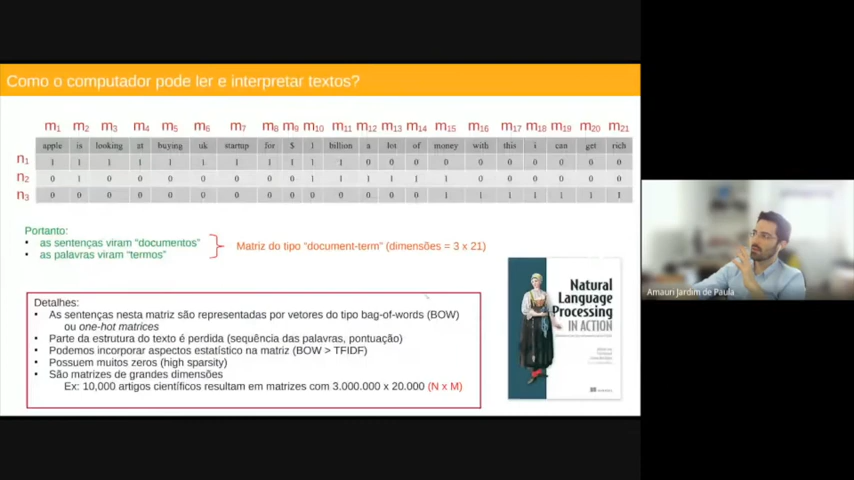 Como o computador pode ler e interpretar textos?
m1 m2 m3 m4 m5 m6 m7 m8 m9 m10 m11 m12 m13 m14 m15 m16 m17 m18 m19 m20 m21
apple is looking at buying uk startup for $ 1 billion a lot of money with this i can get rich
n1 1 1 1 1 1 1 1 1 1 1 1 0 0 0 0 0 0 0 0 0 0
n2 0 1 0 0 0 0 0 0 0 1 1 1 1 1 1 0 0 0 0 0 0
n3 0 0 0 0 0 0 0 0 0 0 0 0 0 0 1 1 1 1 1 1 1
Portanto:
• as sentenças viram “documentos”
• as palavras viram “termos”
Matriz do tipo “document-term” (dimensões = 3 x 21)
Detalhes:
• As sentenças nesta matriz são representadas por vetores do tipo bag-of-words (BOW)
ou one-hot matrices
• Parte da estrutura do texto é perdida (sequência das palavras, pontuação)
• Podemos incorporar aspectos estatístico na matriz (BOW > TFIDF)
• Possuem muitos zeros (high sparsity)
• São matrizes de grandes dimensões
Ex: 10,000 artigos científicos resultam em matrizes com 3.000.000 x 20.000 (N x M)
Natural
Language
Processing
IN ACTION
Amauri Jardim de Paula